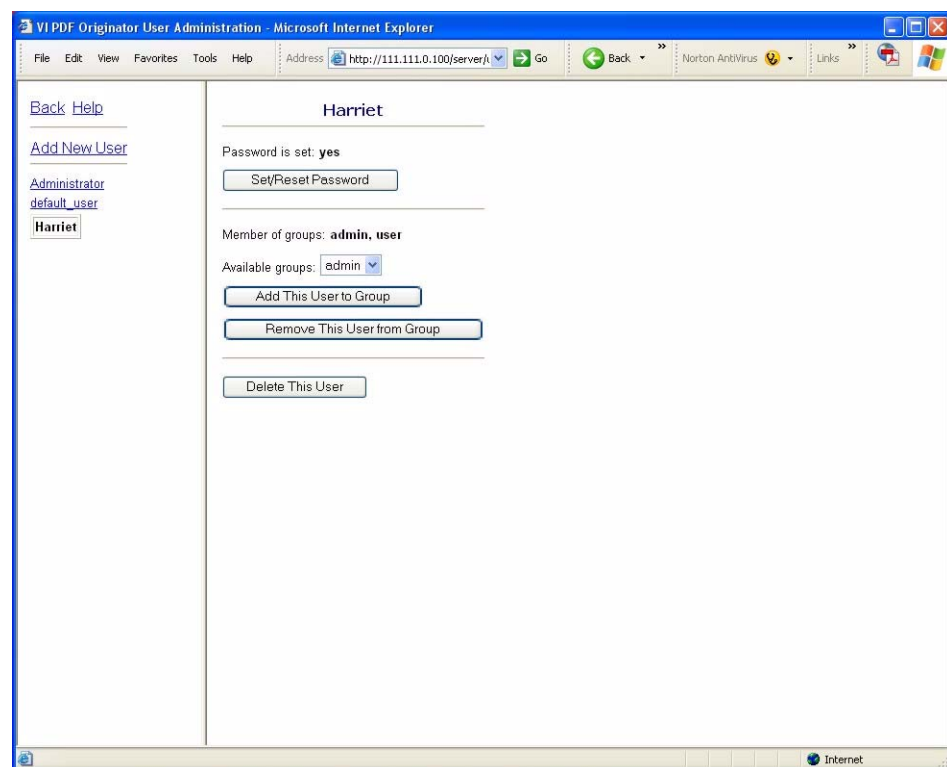 VI PDF Originator User Administration - Microsoft Internet Explorer
File Edit View Favorites Tools Help Address http://111.111.0.100/server/u Go Back » Norton AntiVirus Links »
Back Help
Add New User
Administrator
default_user
Harriet
Harriet
Password is set: yes
Set/Reset Password
Member of groups: admin, user
Available groups: admin
Add This User to Group
Remove This User from Group
Delete This User
Internet